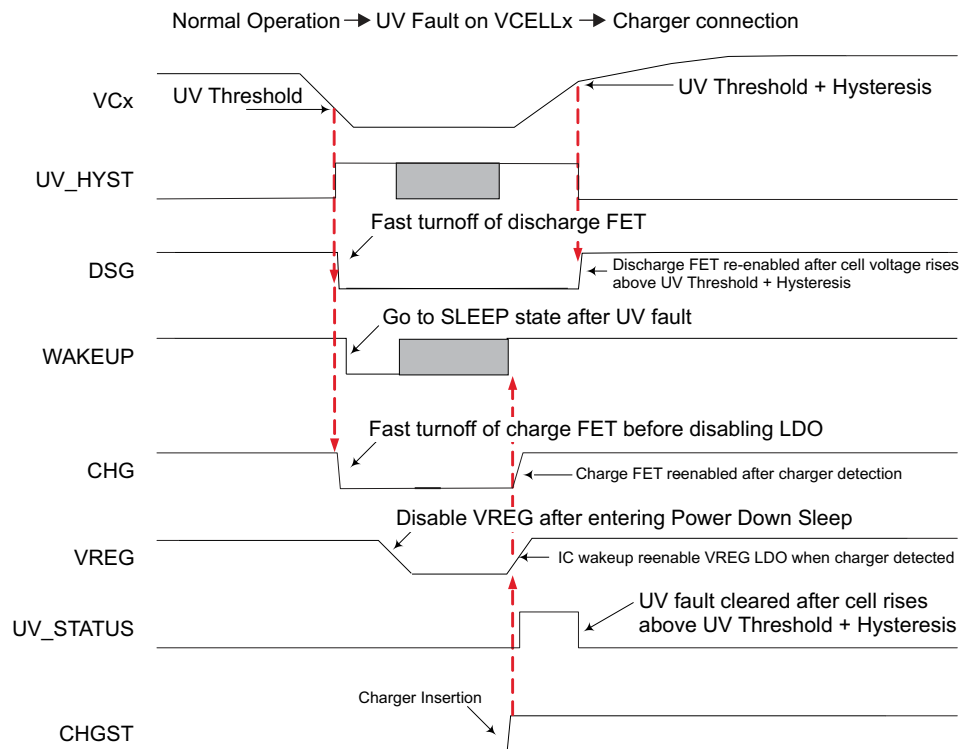 Normal Operation → UV Fault on VCELLx → Charger connection
VCx
UV Threshold
UV Threshold + Hysteresis
UV_HYST
Fast turnoff of discharge FET
DSG
Discharge FET re-enabled after cell voltage rises
above UV Threshold + Hysteresis
Go to SLEEP state after UV fault
WAKEUP
Fast turnoff of charge FET before disabling LDO
CHG
Charge FET reenabled after charger detection
Disable VREG after entering Power Down Sleep
VREG
IC wakeup reenable VREG LDO when charger detected
UV fault cleared after cell rises
above UV Threshold + Hysteresis
UV_STATUS
Charger Insertion
CHGST